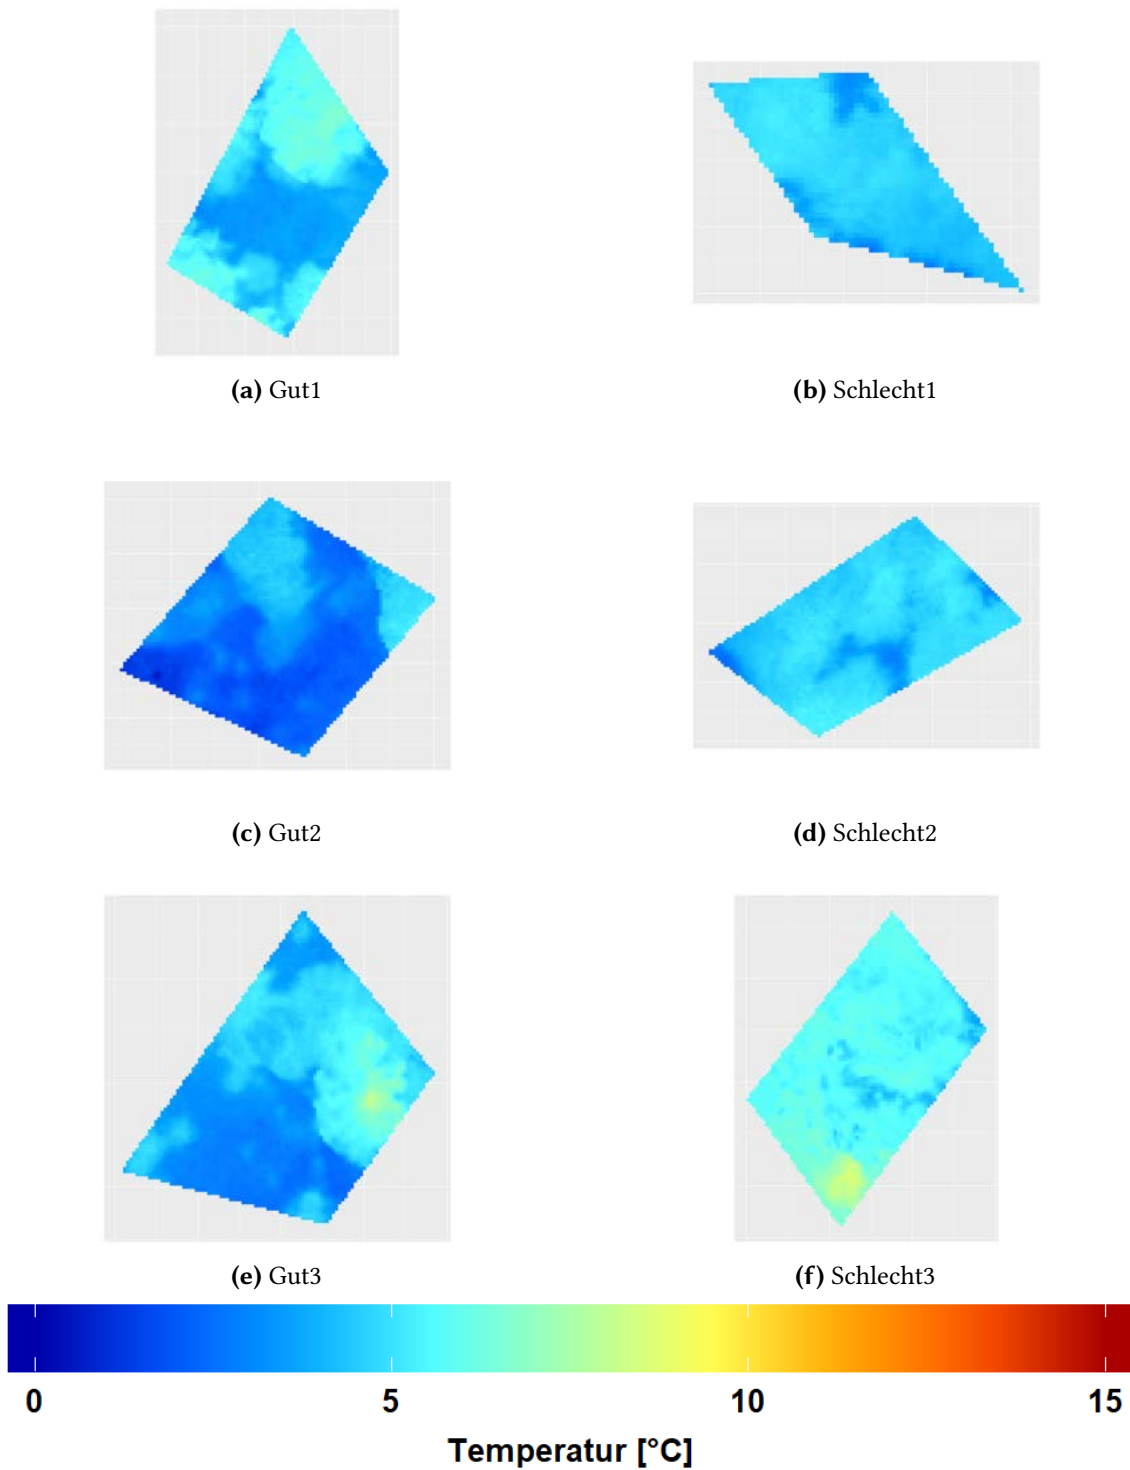 (a) Gut1
(b) Schlecht1
(c) Gut2
(d) Schlecht2
(e) Gut3
(f) Schlecht3
0 5 10 15
Temperatur [°C]